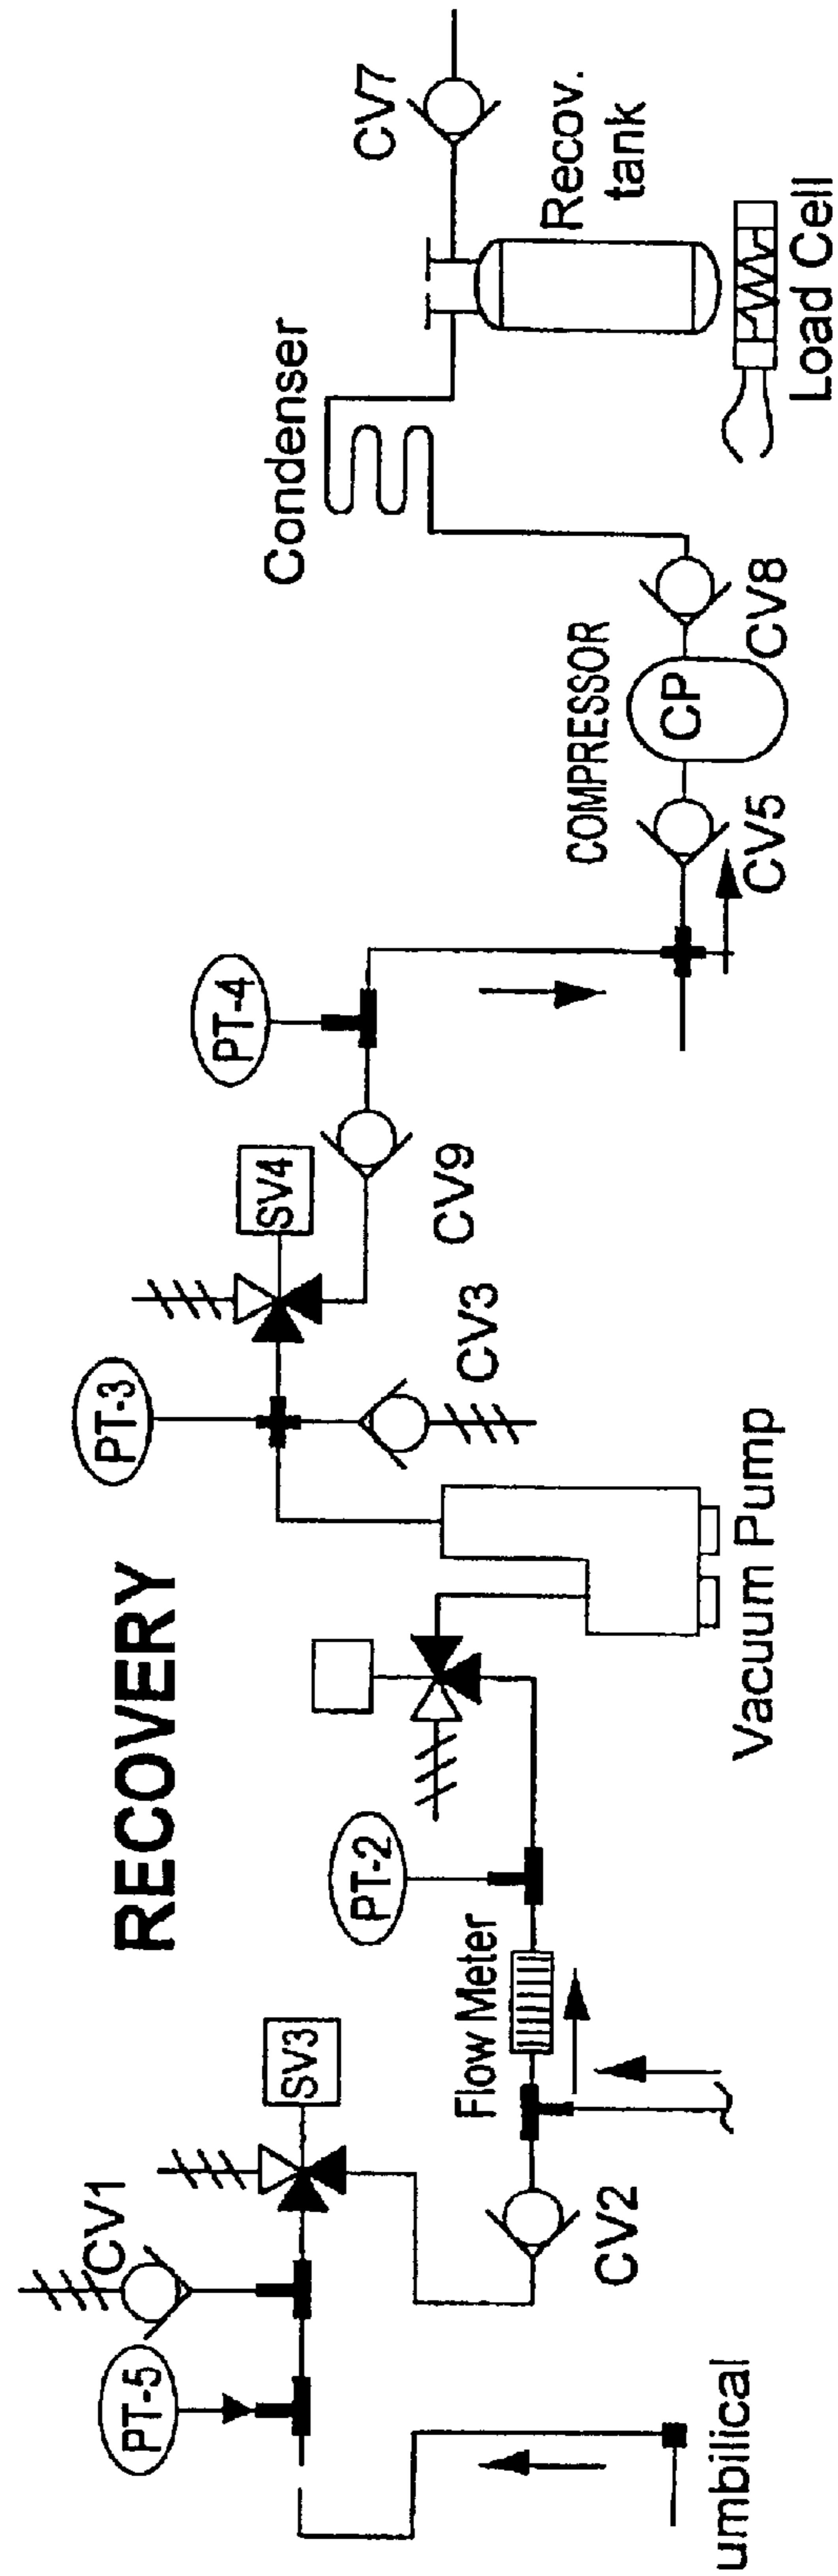 RECOVERY
umbilical
PT-5
CV1
SV3
CV2
Flow Meter
PT-2
Vacuum Pump
PT-3
CV3
SV4
CV9
PT-4
COMPRESSOR
CV5
CP
CV8
Condenser
Recov.
tank
Load Cell
CV7